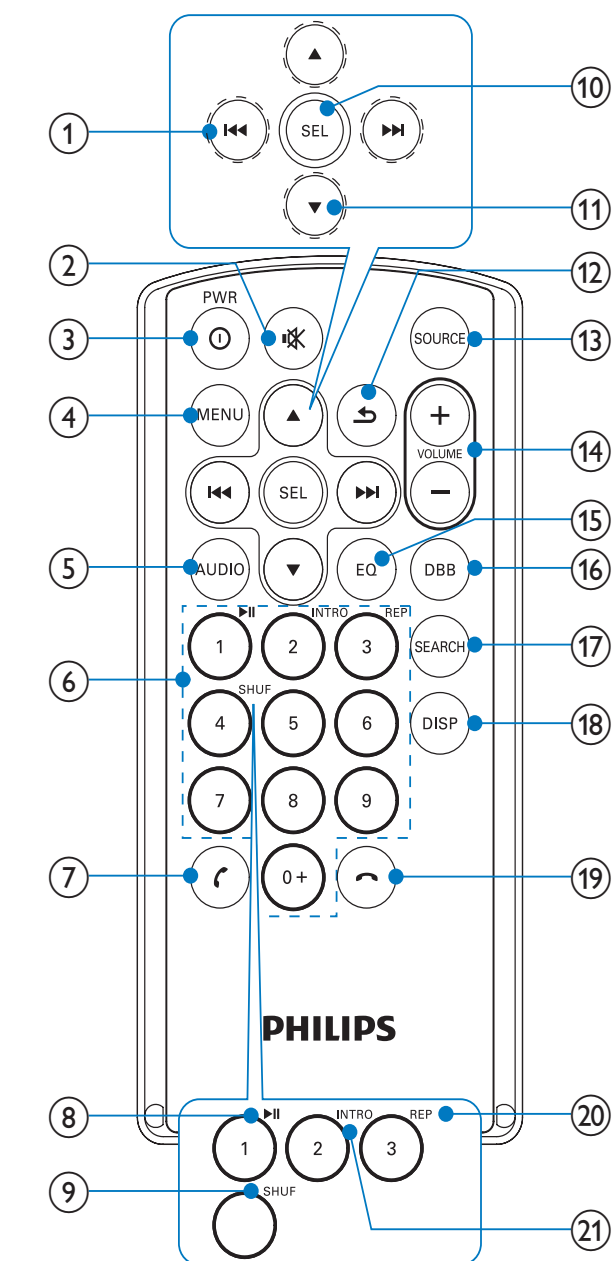 ▲
10
1 ⏮ SEL ⏭
▼ 11
2 12
PWR
3 SOURCE 13
4 MENU ▲ + 14
VOLUME
⏮ SEL ⏭ −
15
5 AUDIO ▼ EQ DBB 16
▶II INTRO REP
1 2 3 SEARCH 17
6
SHUF
4 5 6 DISP 18
7 8 9
7 0+ 19
PHILIPS
8 ▶II INTRO REP 20
1 2 3
9 SHUF
21